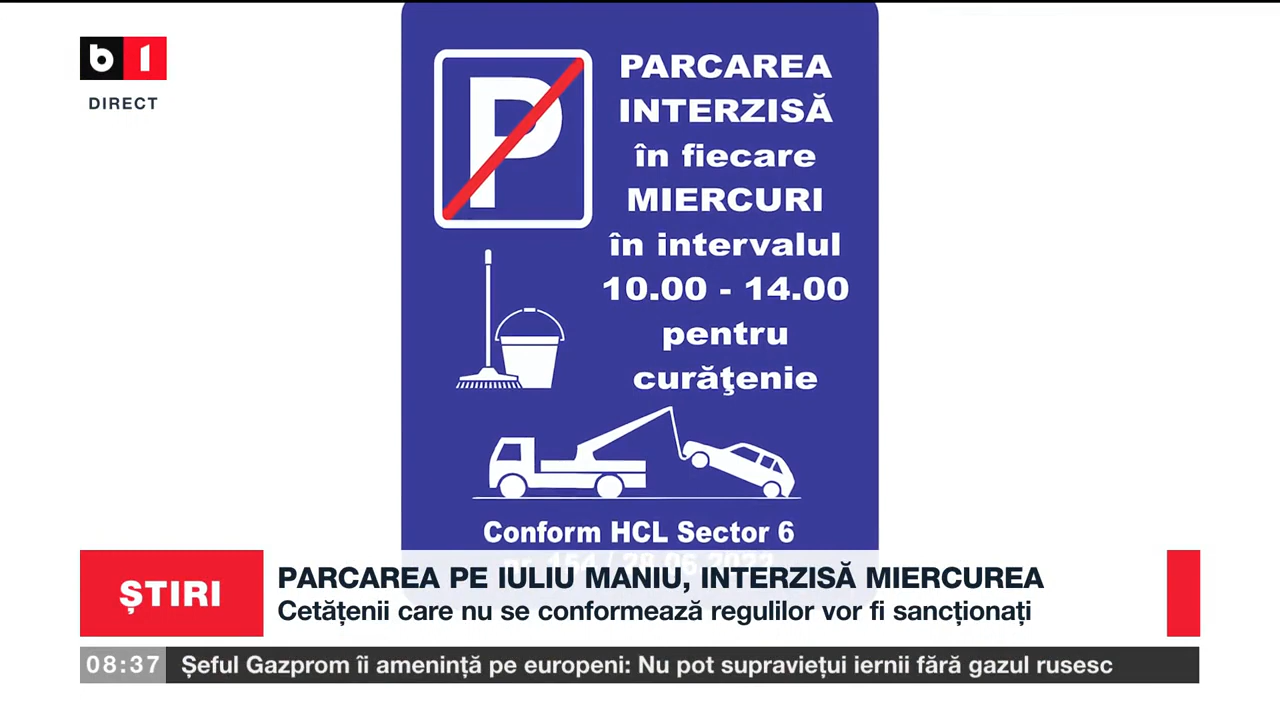 b1
DIRECT
P
PARCAREA
INTERZISĂ
în fiecare
MIERCURI
în intervalul
10.00 - 14.00
pentru
curăţenie
Conform HCL Sector 6
ȘTIRI
PARCAREA PE IULIU MANIU, INTERZISĂ MIERCUREA
Cetățenii care nu se conformează regulilor vor fi sancționați
08:37 Șeful Gazprom îi amenință pe europeni: Nu pot supraviețui iernii fără gazul rusesc